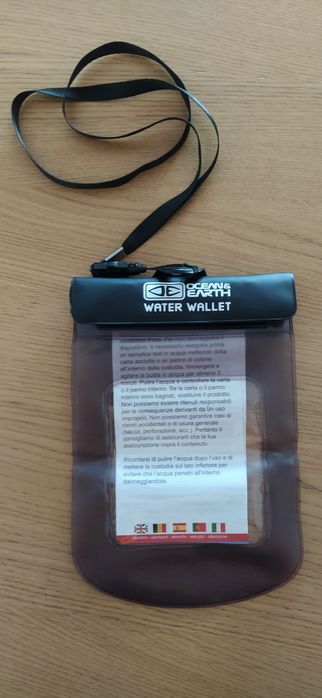 OCEAN &
EARTH
WATER WALLET
dispositivo, è necessario eseguire prima
un semplice test in acqua mettendo della
carta asciutta o un panno di cotone
all'interno della custodia. Immergere e
agitare la busta in acqua per almeno 3
minuti. Pulire l'acqua e controllare la carta
o il panno interno. Se la carta o il panno
interno sono bagnati, sostituire il prodotto.
Non possiamo essere ritenuti responsabili
per le conseguenze derivanti da un uso
improprio. Non possiamo garantire casi di
danni accidentali o di usura generale
(sacca, perforazione, ecc.). Pertanto ti
consigliamo di assicurarti che la tua
assicurazione copra il contenuto.
Ricordarsi di pulire l'acqua dopo l'uso e di
mettere la custodia sul lato inferiore per
evitare che l'acqua penetri all'interno
danneggiandola.